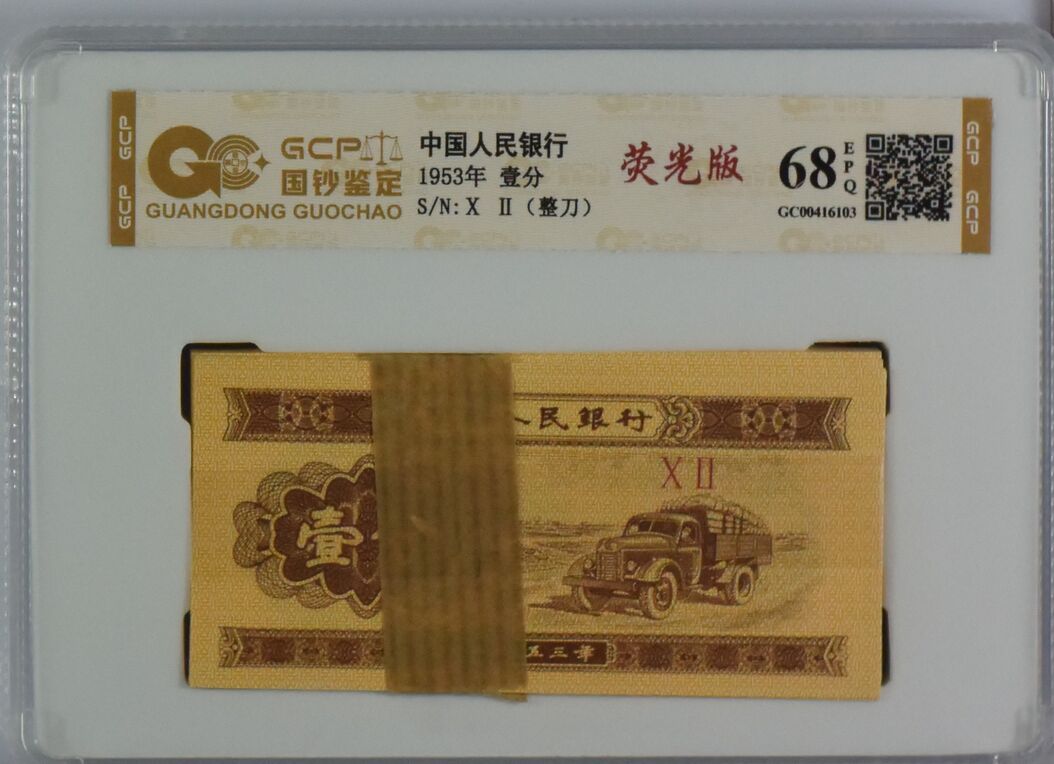 GCP
GCP
GCP
国钞鉴定
GUANGDONG GUOCHAO
中国人民银行
1953年 壹分
S/N: X Ⅱ（整刀）
荧光版
68
EPQ
GC00416103
GCP
GCP
人民銀行
X II
壹
五三年